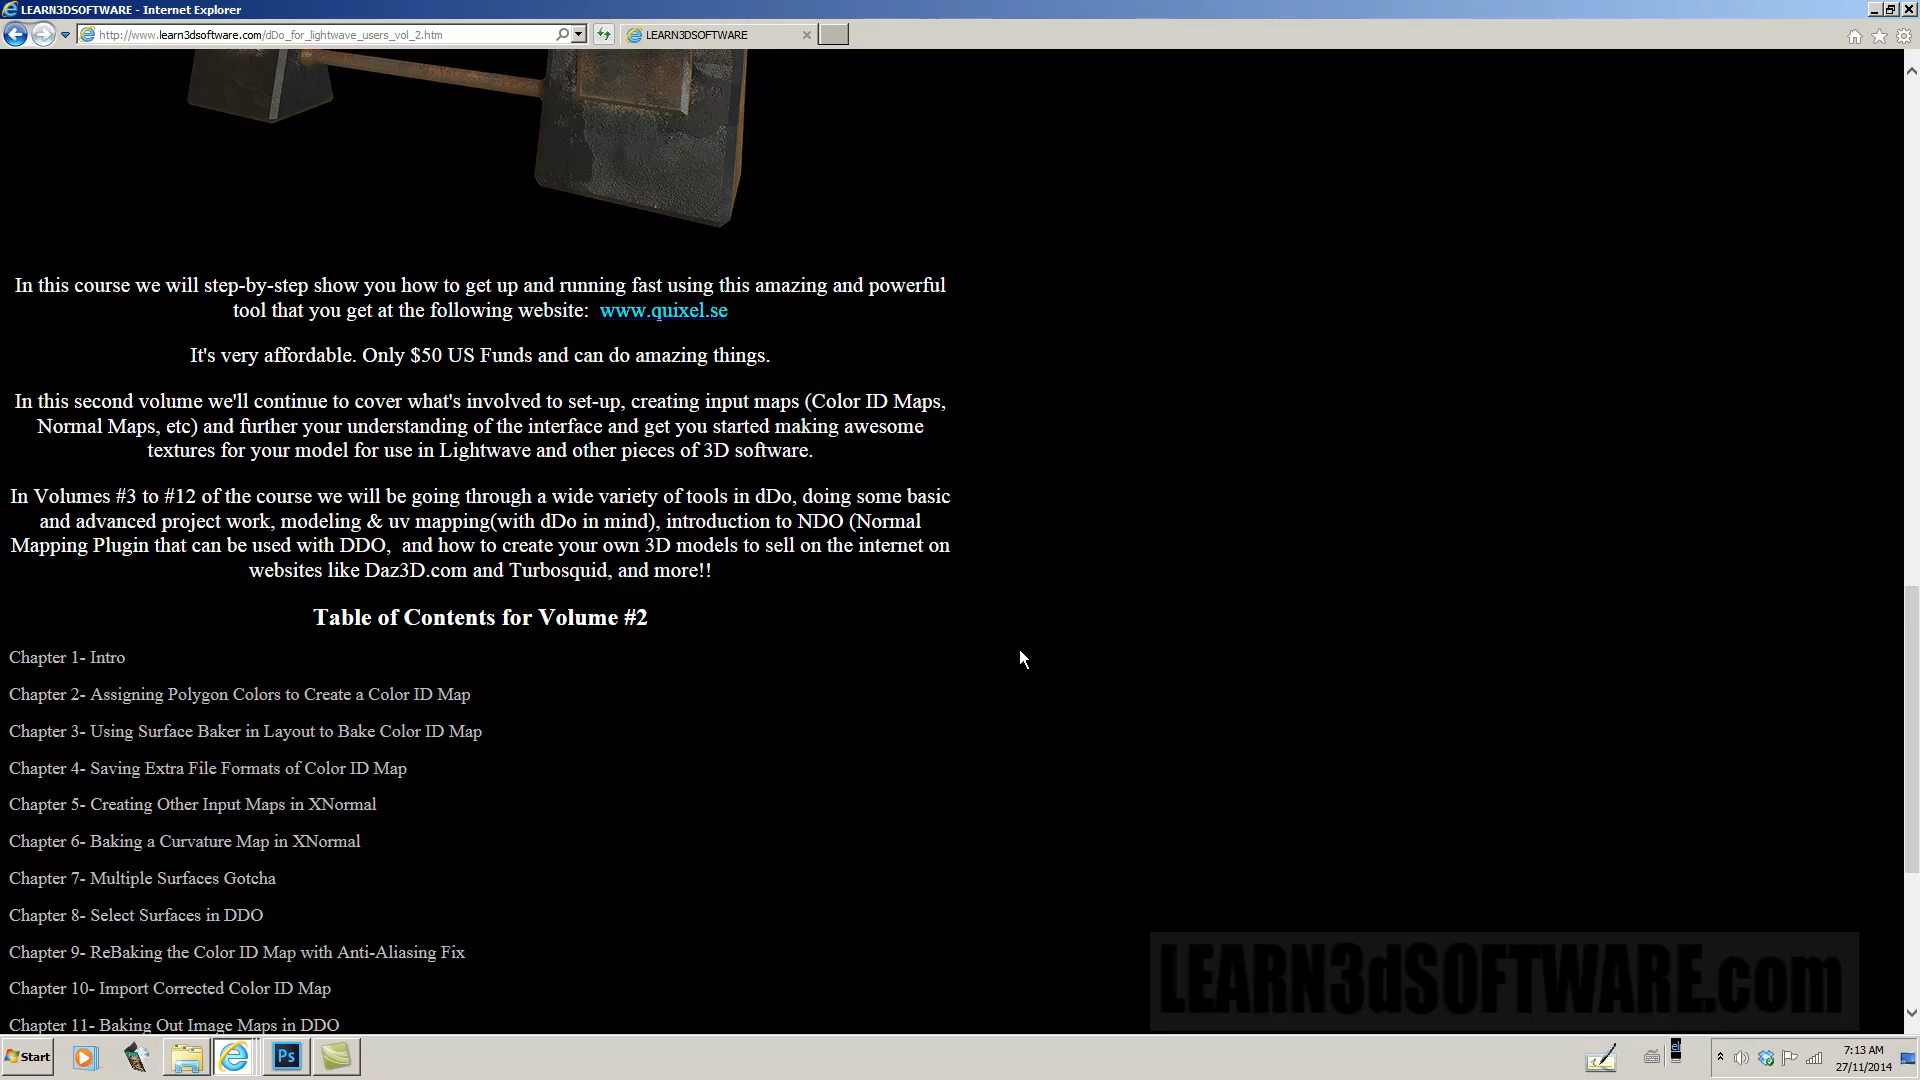 LEARN3DSOFTWARE - Internet Explorer
http://www.learn3dsoftware.com/dDo_for_lightwave_users_vol_2.htm
LEARN3DSOFTWARE
In this course we will step-by-step show you how to get up and running fast using this amazing and powerful
tool that you get at the following website:  www.quixel.se
It's very affordable. Only $50 US Funds and can do amazing things.
In this second volume we'll continue to cover what's involved to set-up, creating input maps (Color ID Maps,
Normal Maps, etc) and further your understanding of the interface and get you started making awesome
textures for your model for use in Lightwave and other pieces of 3D software.
In Volumes #3 to #12 of the course we will be going through a wide variety of tools in dDo, doing some basic
and advanced project work, modeling & uv mapping(with dDo in mind), introduction to NDO (Normal
Mapping Plugin that can be used with DDO,  and how to create your own 3D models to sell on the internet on
websites like Daz3D.com and Turbosquid, and more!!
Table of Contents for Volume #2
Chapter 1- Intro
Chapter 2- Assigning Polygon Colors to Create a Color ID Map
Chapter 3- Using Surface Baker in Layout to Bake Color ID Map
Chapter 4- Saving Extra File Formats of Color ID Map
Chapter 5- Creating Other Input Maps in XNormal
Chapter 6- Baking a Curvature Map in XNormal
Chapter 7- Multiple Surfaces Gotcha
Chapter 8- Select Surfaces in DDO
Chapter 9- ReBaking the Color ID Map with Anti-Aliasing Fix
Chapter 10- Import Corrected Color ID Map
Chapter 11- Baking Out Image Maps in DDO
LEARN3dSOFTWARE.com
Start
Ps
7:13 AM
27/11/2014